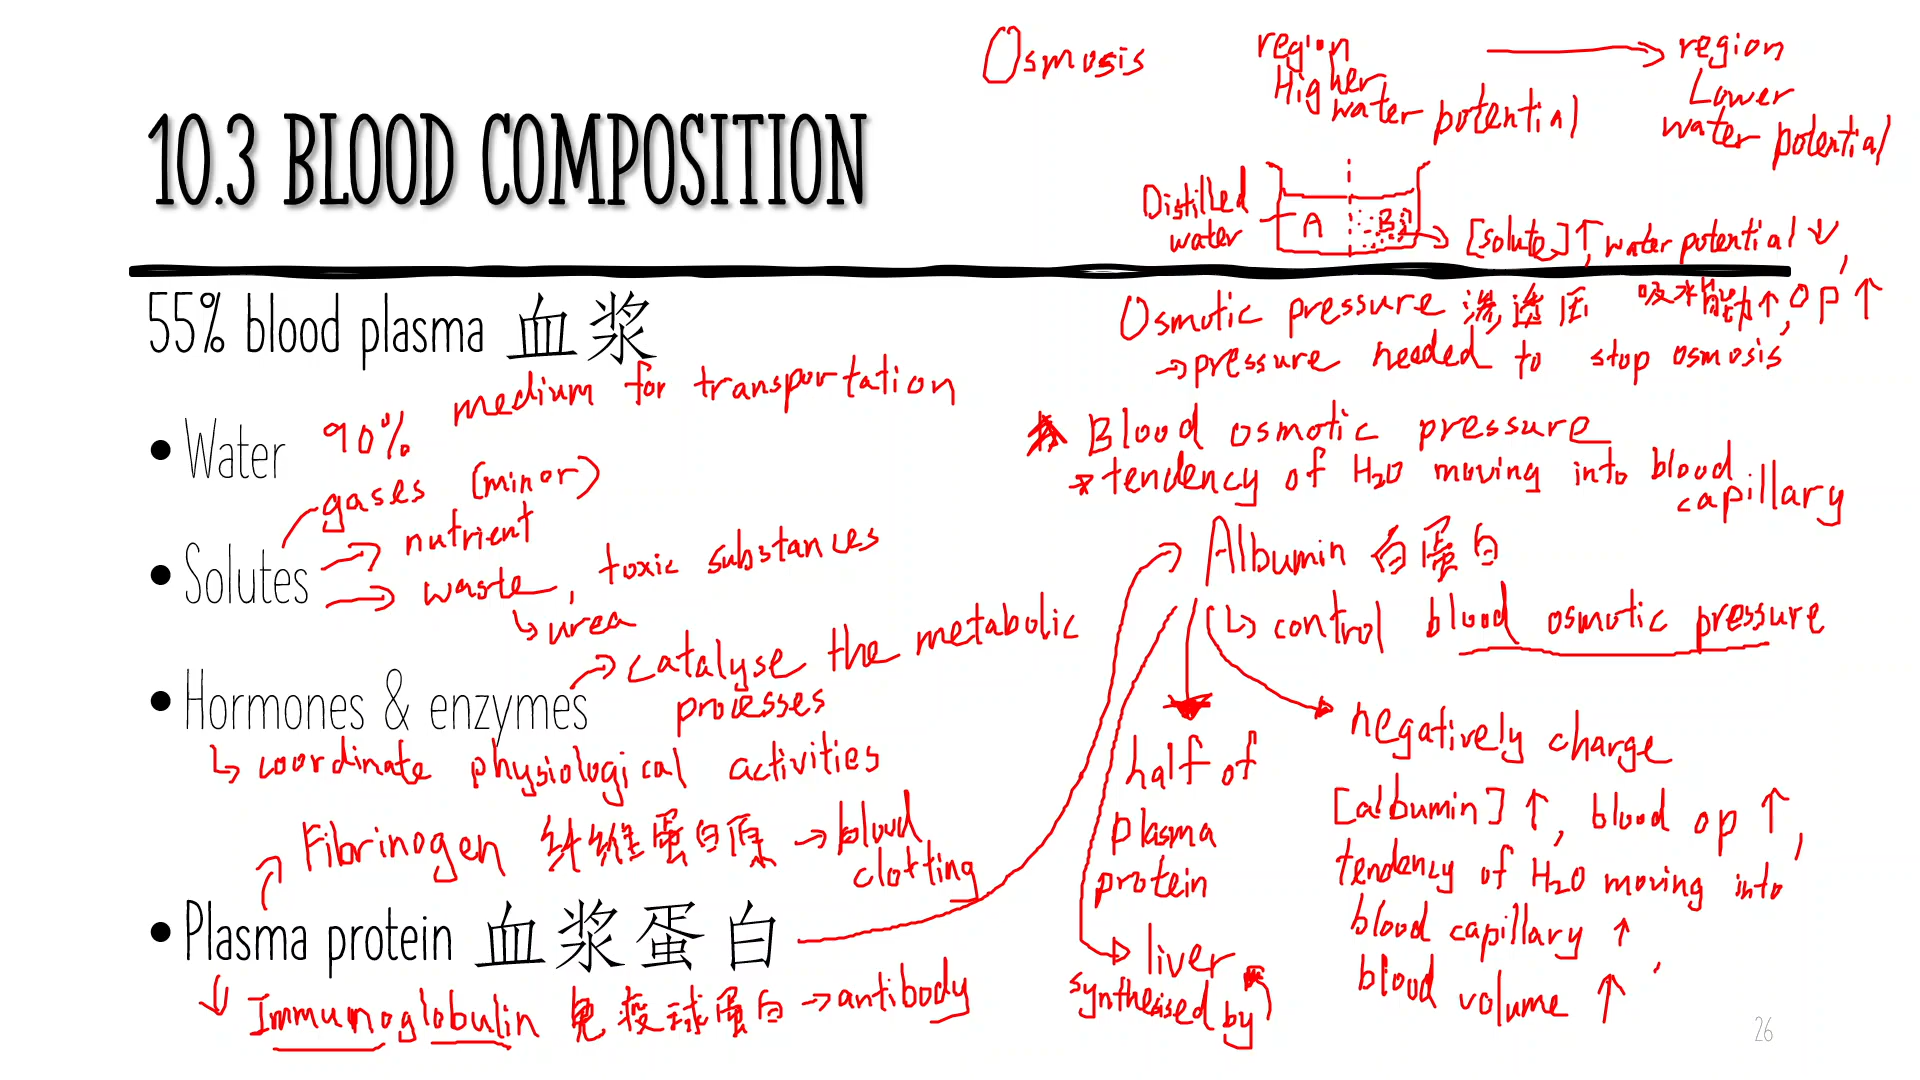 Osmosis region Higher water potential → region Lower water potential
10.3 BLOOD COMPOSITION
Distilled water
A B
[solute]↑, water potential ↓,
吸水能力↑, OP ↑
55% blood plasma 血浆
Osmotic pressure 渗透压
→ pressure needed to stop osmosis
• Water 90% medium for transportation
Blood osmotic pressure
→ tendency of H2O moving into blood capillary
• Solutes
gases (minor)
→ nutrient
→ waste, toxic substances
↳ urea
• Hormones & enzymes
→ catalyse the metabolic processes
↳ coordinate physiological activities
Fibrinogen 纤维蛋白原 → blood clotting
• Plasma protein 血浆蛋白
Immunoglobulin 免疫球蛋白 → antibody
Albumin 白蛋白
↳ control blood osmotic pressure
half of
plasma
protein
liver
synthesised by
negatively charge
[albumin] ↑, blood op ↑,
tendency of H2O moving into
blood capillary ↑,
blood volume ↑
26